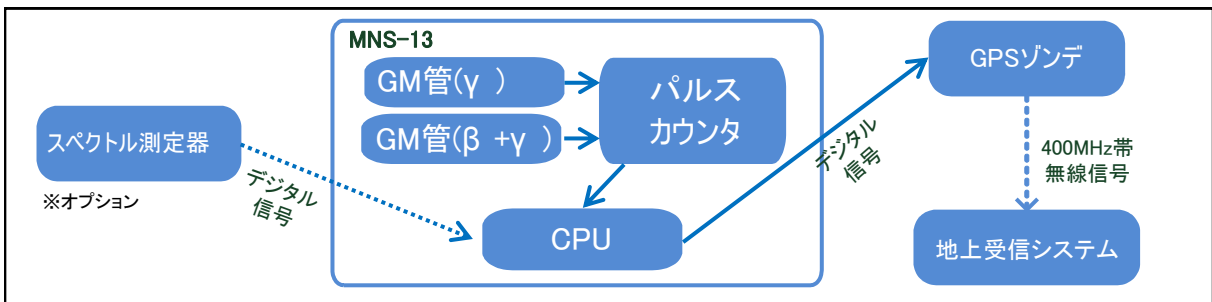 MNS-13
GM管(γ )
GM管(β +γ )
パルス
カウンタ
CPU
スペクトル測定器
※オプション
デジタル
信号
デジタル
信号
GPSゾンデ
400MHz帯
無線信号
地上受信システム